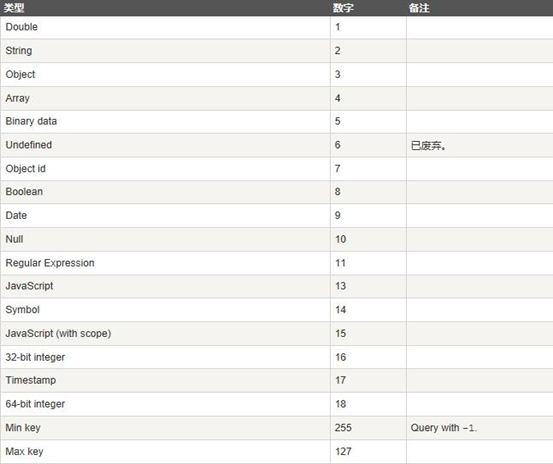 类型 数字 备注
Double 1
String 2
Object 3
Array 4
Binary data 5
Undefined 6 已废弃。
Object id 7
Boolean 8
Date 9
Null 10
Regular Expression 11
JavaScript 13
Symbol 14
JavaScript (with scope) 15
32-bit integer 16
Timestamp 17
64-bit integer 18
Min key 255 Query with −1.
Max key 127